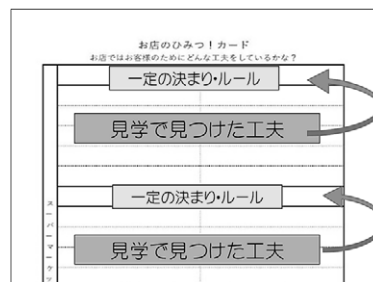 お店のひみつ！カード
お店ではお客様のためにどんな工夫をしているかな？
一定の決まり・ルール
見学で見つけた工夫
一定の決まり・ルール
見学で見つけた工夫
スーパーマーケッ